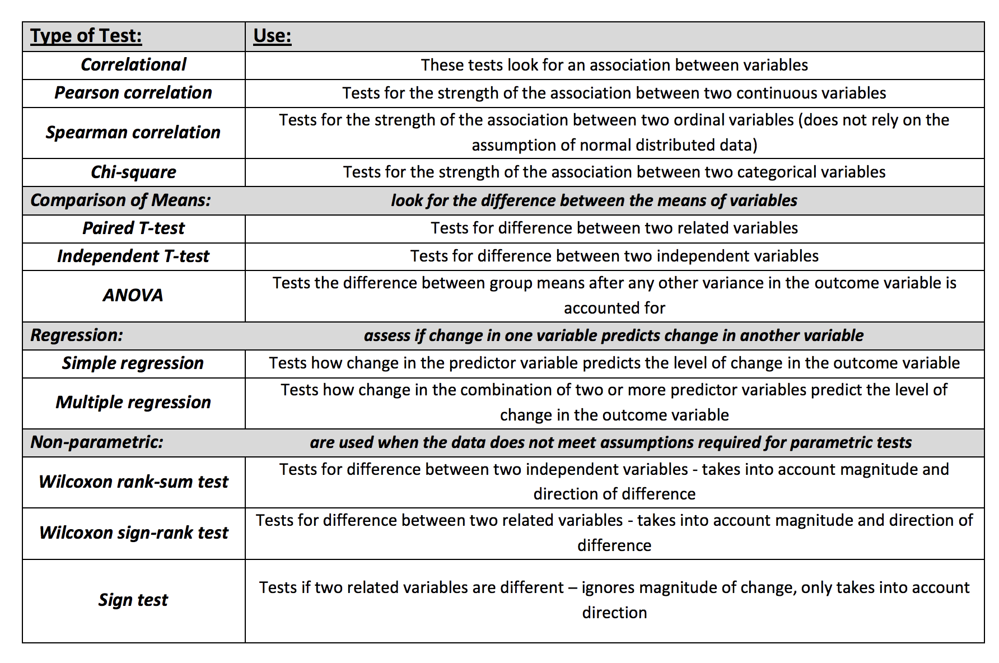 Type of Test: Use:
Correlational These tests look for an association between variables
Pearson correlation Tests for the strength of the association between two continuous variables
Spearman correlation Tests for the strength of the association between two ordinal variables (does not rely on the
assumption of normal distributed data)
Chi-square Tests for the strength of the association between two categorical variables
Comparison of Means: look for the difference between the means of variables
Paired T-test Tests for difference between two related variables
Independent T-test Tests for difference between two independent variables
ANOVA Tests the difference between group means after any other variance in the outcome variable is
accounted for
Regression: assess if change in one variable predicts change in another variable
Simple regression Tests how change in the predictor variable predicts the level of change in the outcome variable
Multiple regression Tests how change in the combination of two or more predictor variables predict the level of
change in the outcome variable
Non-parametric: are used when the data does not meet assumptions required for parametric tests
Wilcoxon rank-sum test Tests for difference between two independent variables - takes into account magnitude and
direction of difference
Wilcoxon sign-rank test Tests for difference between two related variables - takes into account magnitude and direction of
difference
Sign test Tests if two related variables are different – ignores magnitude of change, only takes into account
direction